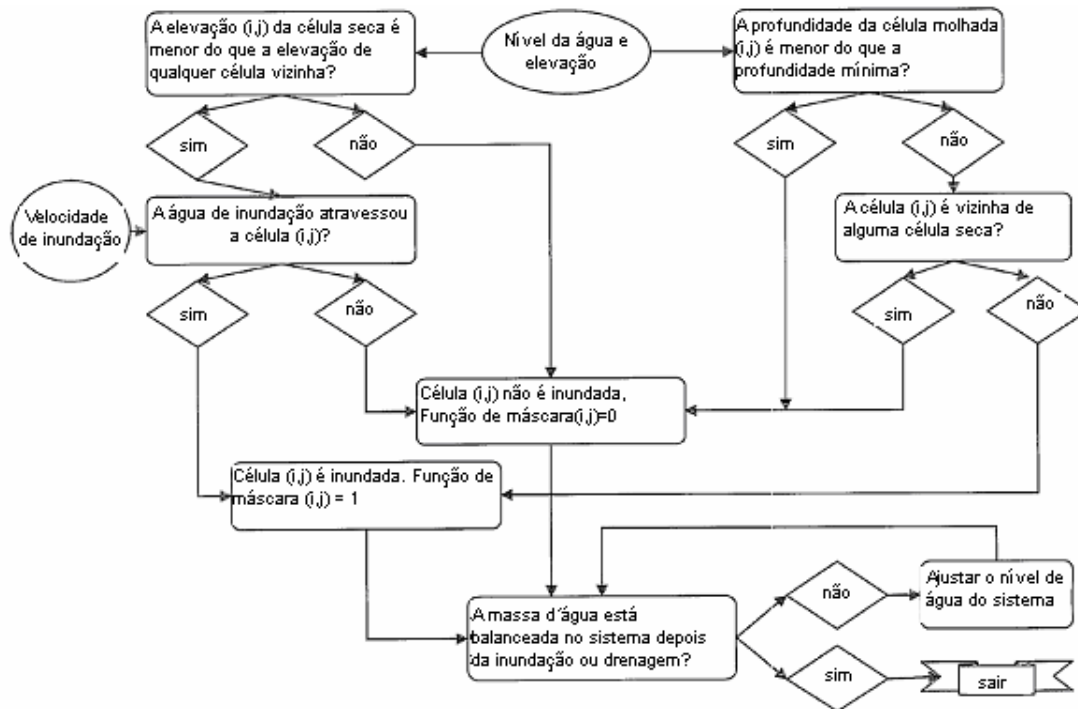 A elevação (i,j) da célula seca é
menor do que a elevação de
qualquer célula vizinha?
Nível da água e
elevação
A profundidade da célula molhada
(i,j) é menor do que a
profundidade mínima?
sim
não
sim
não
Velocidade
de inundação
A água de inundação atravessou
a célula (i,j)?
A célula (i,j) é vizinha de
alguma célula seca?
sim
não
sim
não
Célula (i,j) não é inundada,
Função de máscara(i,j)=0
Célula (i,j) é inundada. Função de
máscara (i,j) = 1
A massa d´água está
balanceada no sistema depois
da inundação ou drenagem?
não
Ajustar o nível de
água do sistema
sim
sair